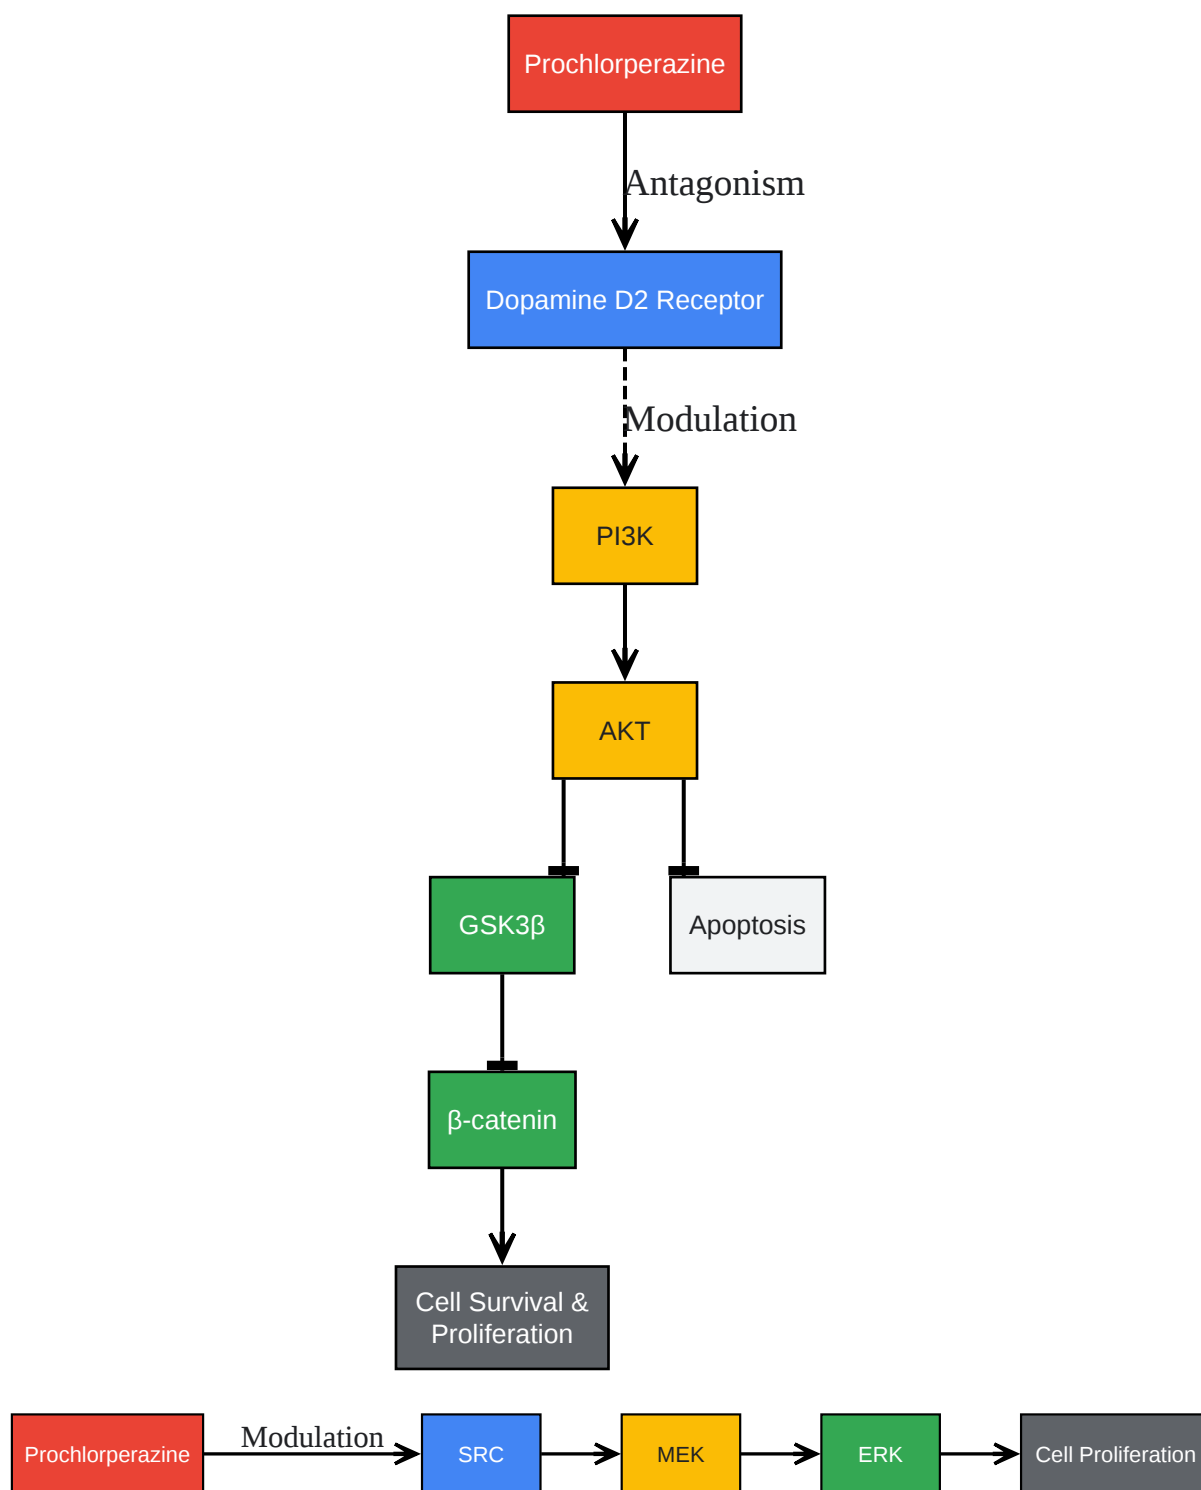 Prochlorperazine
Antagonism
Dopamine D2 Receptor
Modulation
PI3K
AKT
GSK3β
Apoptosis
β-catenin
Cell Survival &
Proliferation
Prochlorperazine
Modulation
SRC
MEK
ERK
Cell Proliferation